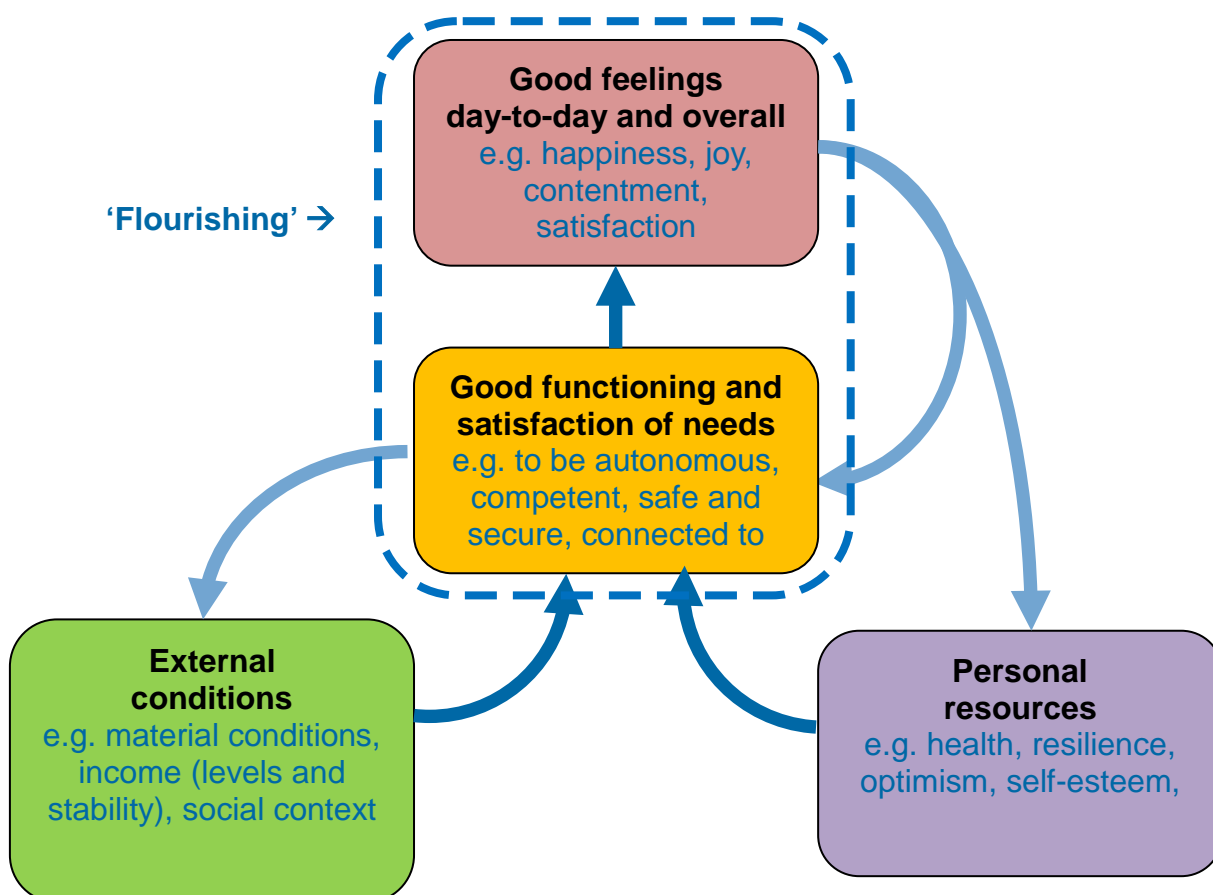 Good feelings
day-to-day and overall
e.g. happiness, joy,
contentment,
satisfaction
‘Flourishing’ →
Good functioning and
satisfaction of needs
e.g. to be autonomous,
competent, safe and
secure, connected to
External
conditions
e.g. material conditions,
income (levels and
stability), social context
Personal
resources
e.g. health, resilience,
optimism, self-esteem,